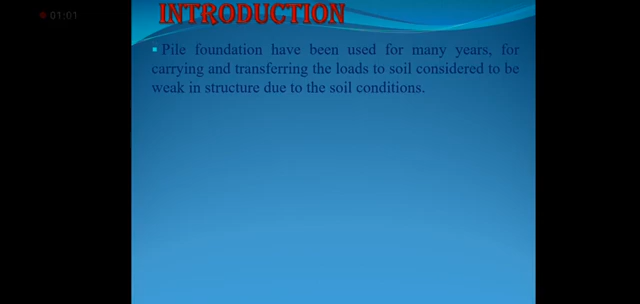 01:01
INTRODUCTION
Pile foundation have been used for many years, for
carrying and transferring the loads to soil considered to be
weak in structure due to the soil conditions.